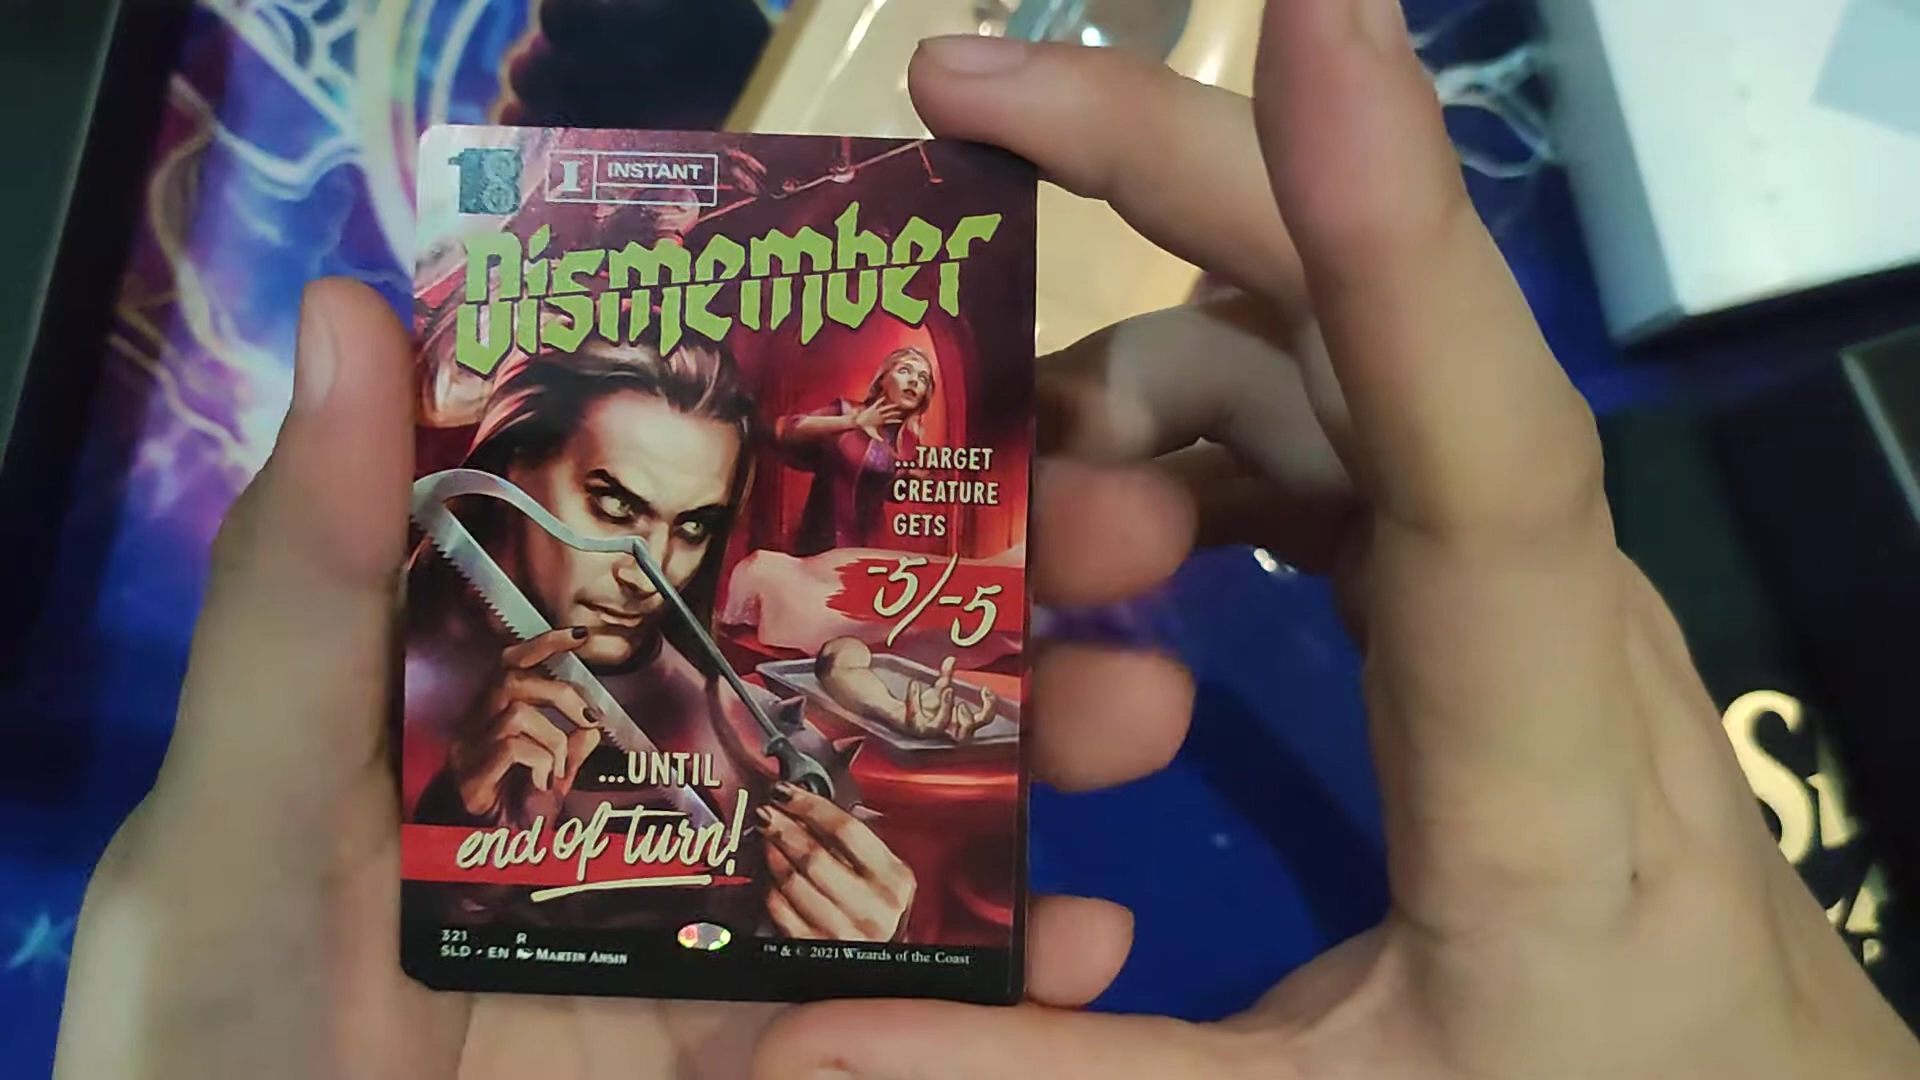 I INSTANT
Dismember
...TARGET
CREATURE
GETS
-5/-5
...UNTIL
end of turn!
321 R
SLD • EN MARTIN ANSIN
™ & © 2021 Wizards of the Coast